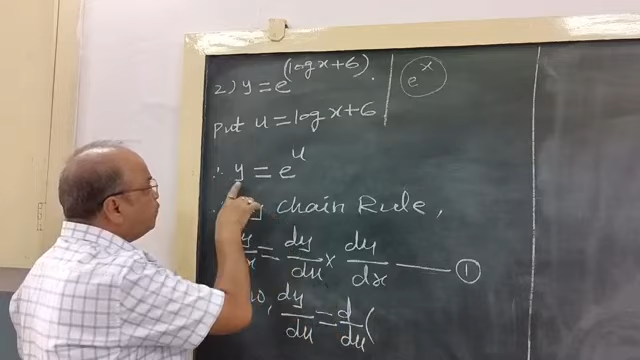 2) y = e^(log x + 6).
e^x
Put u = log x + 6
∴ y = e^u
Chain Rule,
= dy/du × du/dx —— ①
dy/du = d/du (